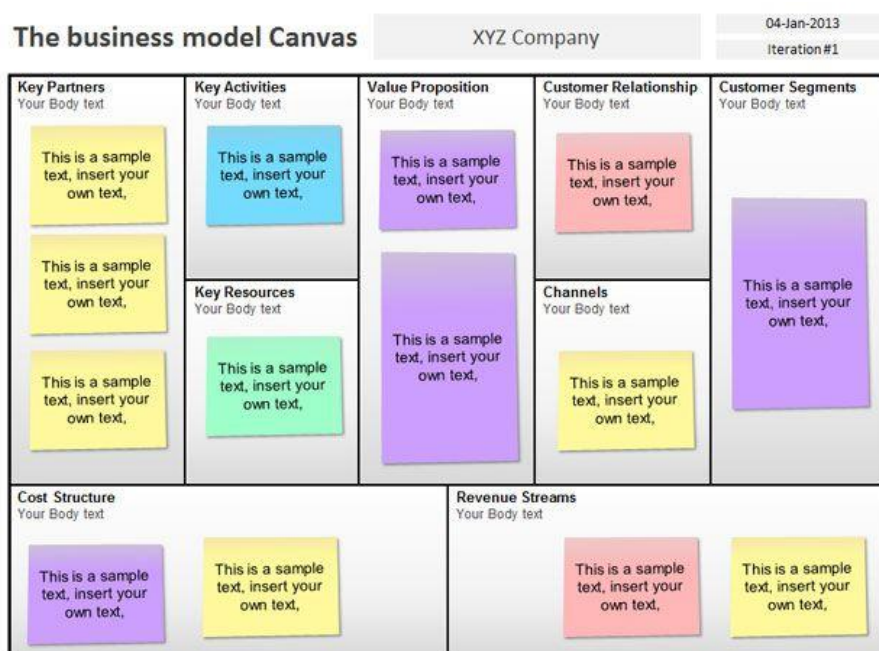 The business model Canvas
XYZ Company
04-Jan-2013
Iteration #1
Key Partners
Your Body text
This is a sample
text, insert your
own text,
This is a sample
text, insert your
own text,
This is a sample
text, insert your
own text,
Key Activities
Your Body text
This is a sample
text, insert your
own text,
Key Resources
Your Body text
This is a sample
text, insert your
own text,
Value Proposition
Your Body text
This is a sample
text, insert your
own text,
This is a sample
text, insert your
own text,
Customer Relationship
Your Body text
This is a sample
text, insert your
own text,
Channels
Your Body text
This is a sample
text, insert your
own text,
Customer Segments
Your Body text
This is a sample
text, insert your
own text,
Cost Structure
Your Body text
This is a sample
text, insert your
own text,
This is a sample
text, insert your
own text,
Revenue Streams
Your Body text
This is a sample
text, insert your
own text,
This is a sample
text, insert your
own text,